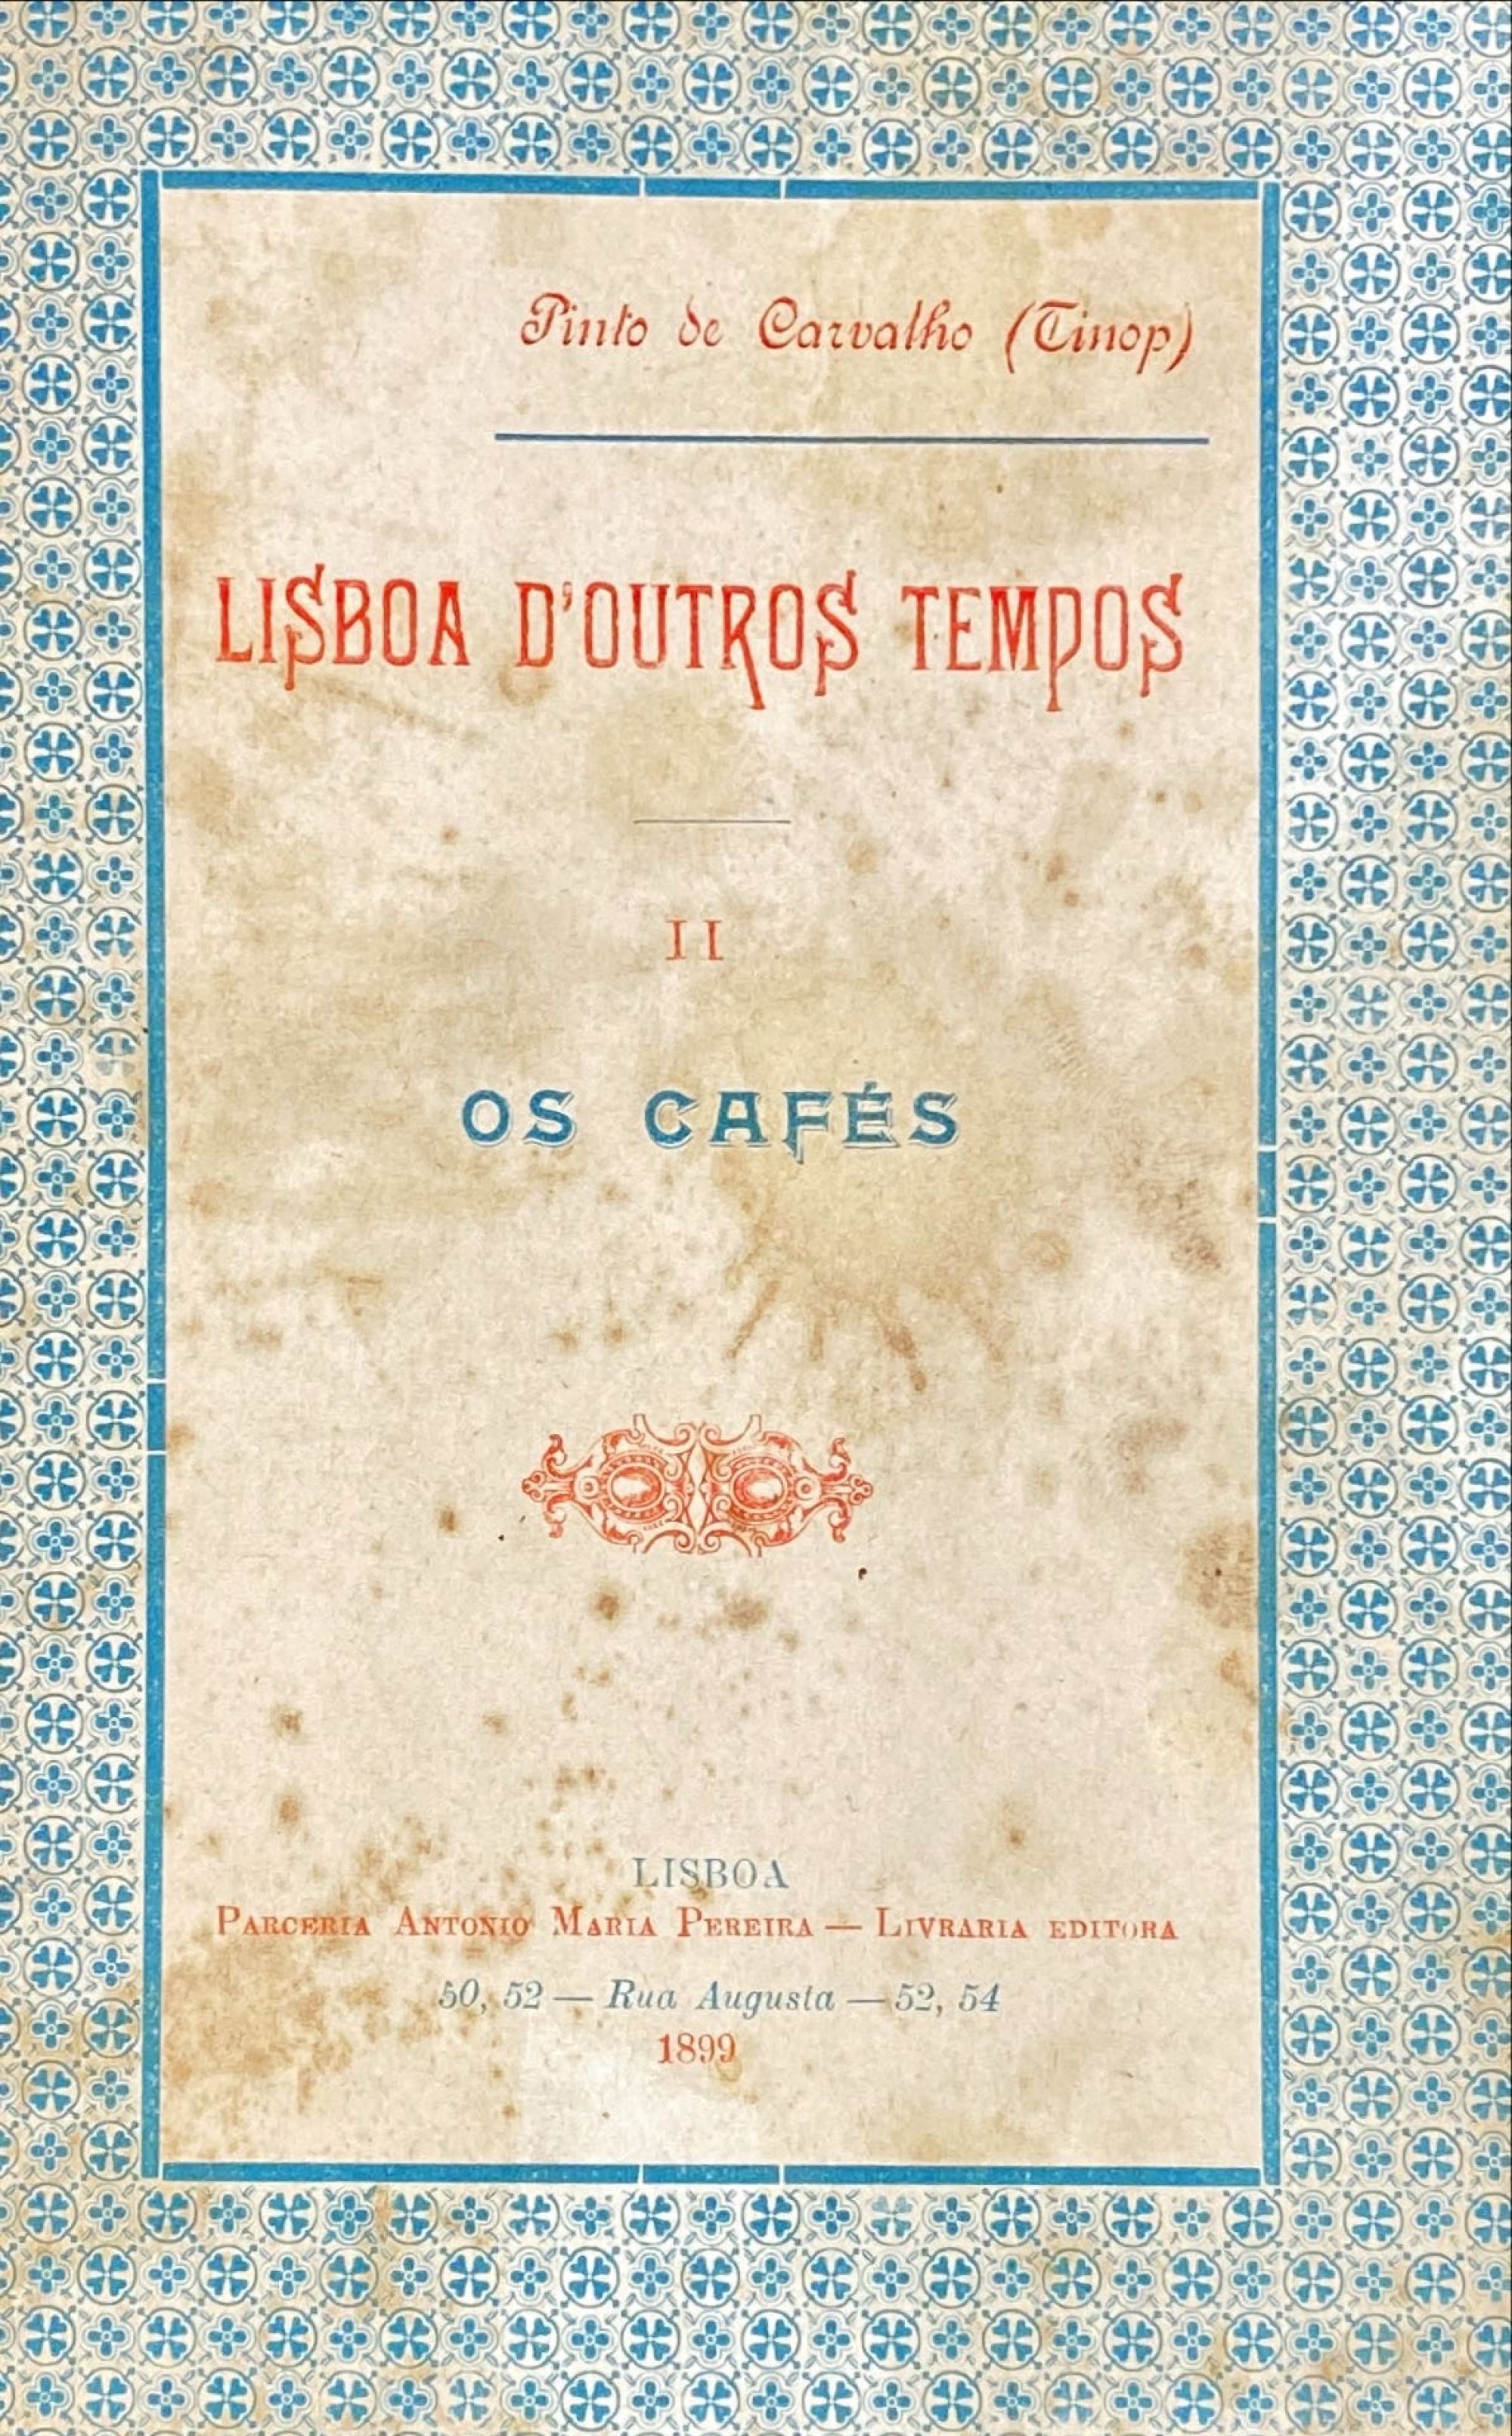 Pinto de Carvalho (Tinop)
LISBOA D'OUTROS TEMPOS
II
OS CAFÉS
LISBOA
PARCERIA ANTONIO MARIA PEREIRA — LIVRARIA EDITORA
50, 52 — Rua Augusta — 52, 54
1899